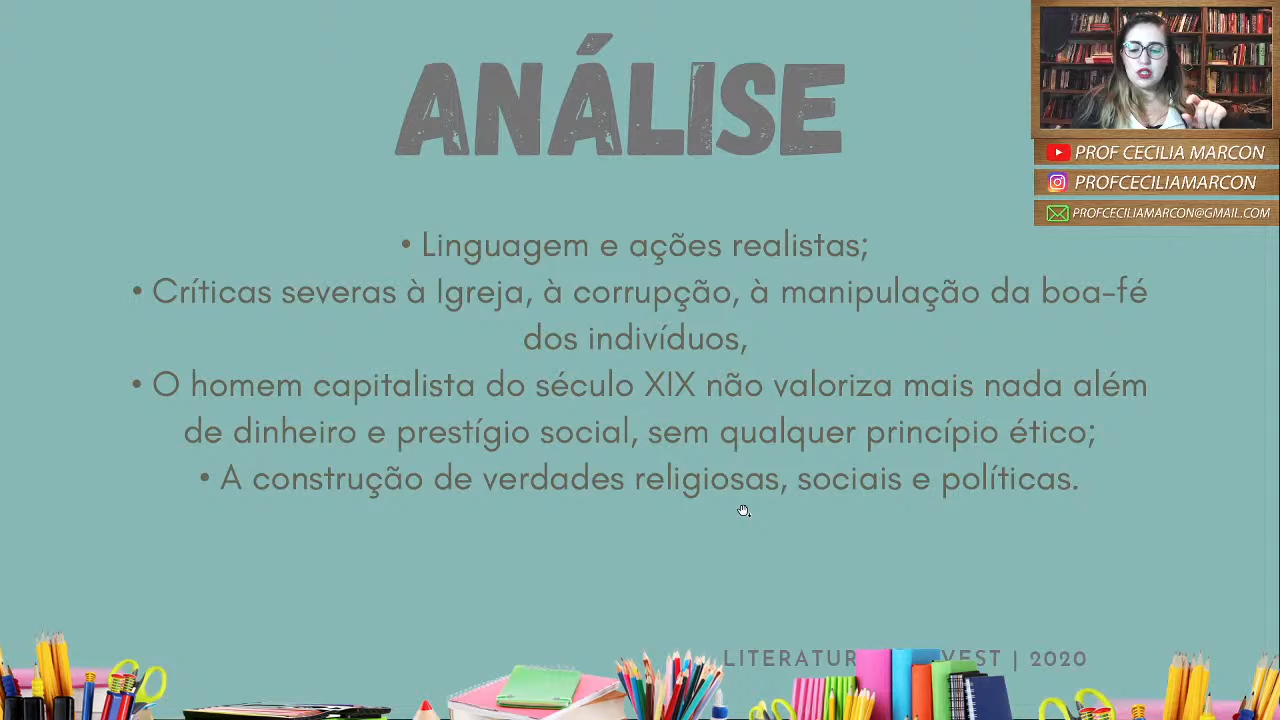 ANÁLISE
PROF CECILIA MARCON
PROFCECILIAMARCON
PROFCECILIAMARCON@GMAIL.COM
• Linguagem e ações realistas;
• Críticas severas à Igreja, à corrupção, à manipulação da boa-fé
dos indivíduos,
• O homem capitalista do século XIX não valoriza mais nada além
de dinheiro e prestígio social, sem qualquer princípio ético;
• A construção de verdades religiosas, sociais e políticas.
| 2020